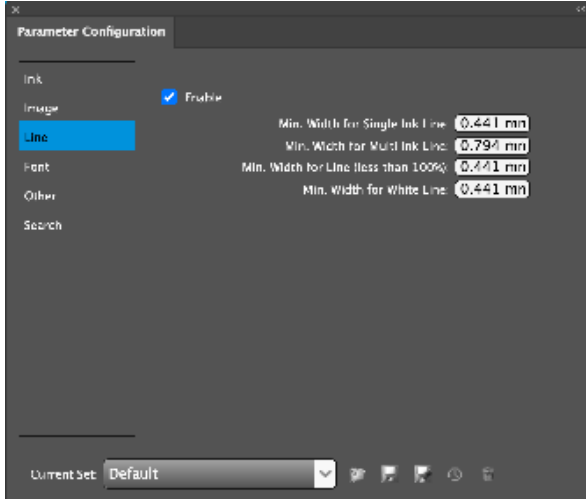 Parameter Configuration
Ink
Image
Line
Font
Other
Search
Enable
Min. Width for Single Ink Line: 0.441 mm
Min. Width for Multi Ink Line: 0.794 mm
Min. Width for Line (less than 100%): 0.441 mm
Min. Width for White Line: 0.441 mm
Current Set: Default